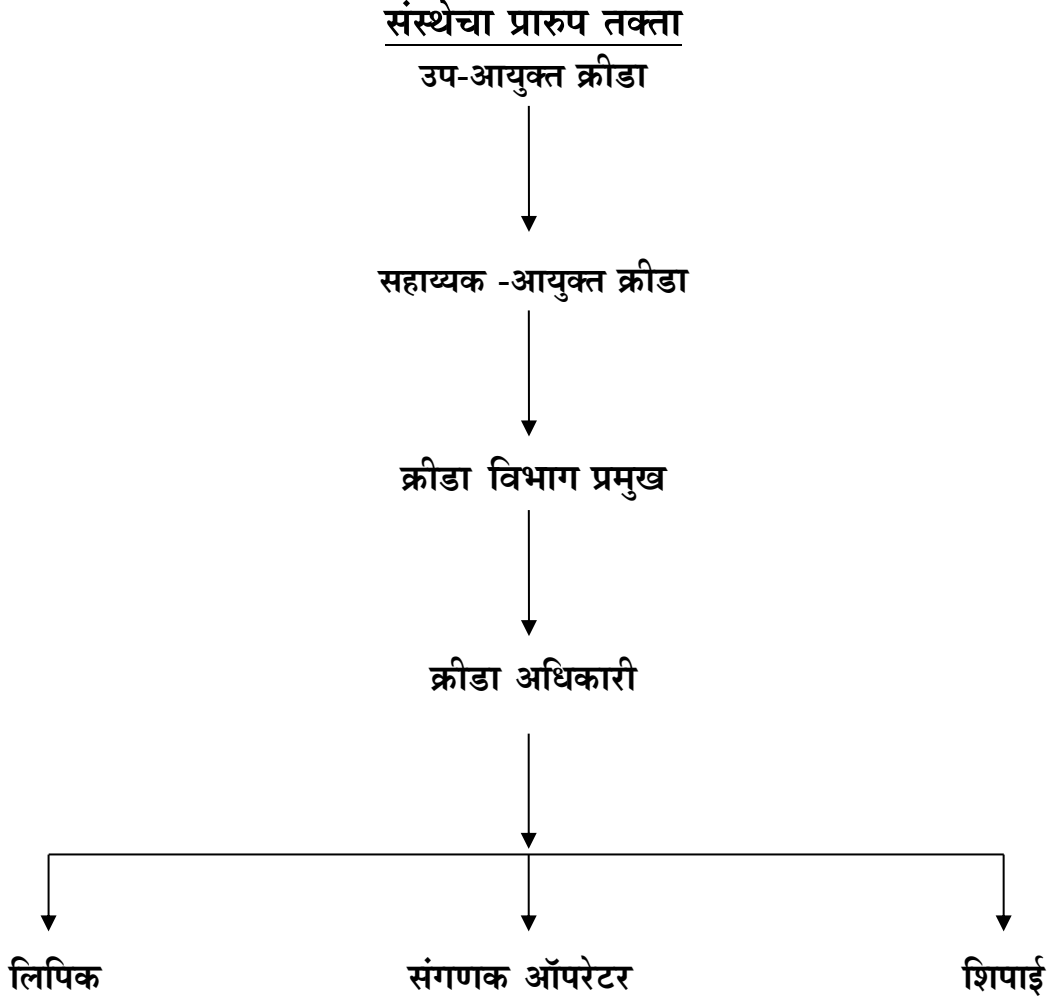 संस्थेचा प्रारुप तक्ता
उप-आयुक्त क्रीडा
सहाय्यक -आयुक्त क्रीडा
क्रीडा विभाग प्रमुख
क्रीडा अधिकारी
लिपिक संगणक ऑपरेटर शिपाई